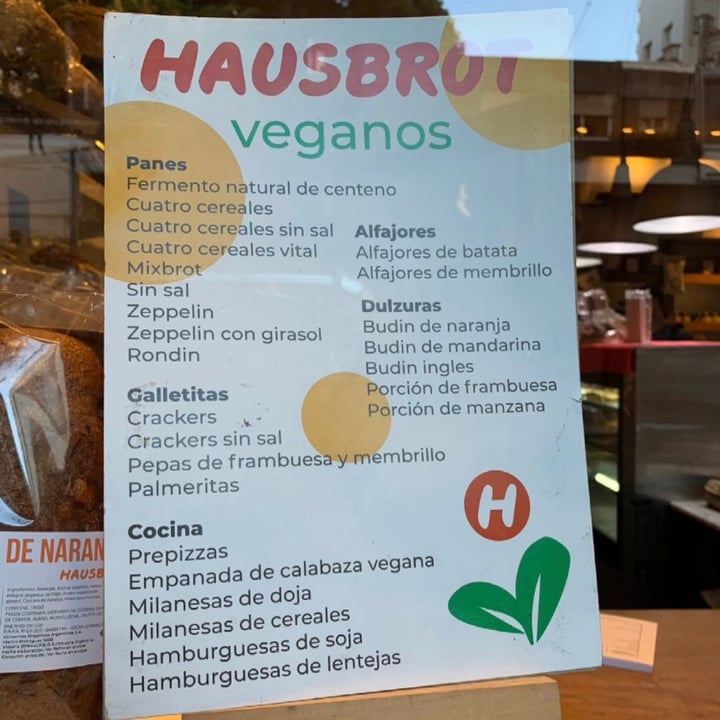 HAUSBROT
veganos
Panes
Fermento natural de centeno
Cuatro cereales
Cuatro cereales sin sal
Cuatro cereales vital
Mixbrot
Sin sal
Zeppelin
Zeppelin con girasol
Rondin
Galletitas
Crackers
Crackers sin sal
Pepas de frambuesa y membrillo
Palmeritas
Cocina
Prepizzas
Empanada de calabaza vegana
Milanesas de doja
Milanesas de cereales
Hamburguesas de soja
Hamburguesas de lentejas
Alfajores
Alfajores de batata
Alfajores de membrillo
Dulzuras
Budin de naranja
Budin de mandarina
Budin ingles
Porción de frambuesa
Porción de manzana
H
DE NARAN
HAUSB